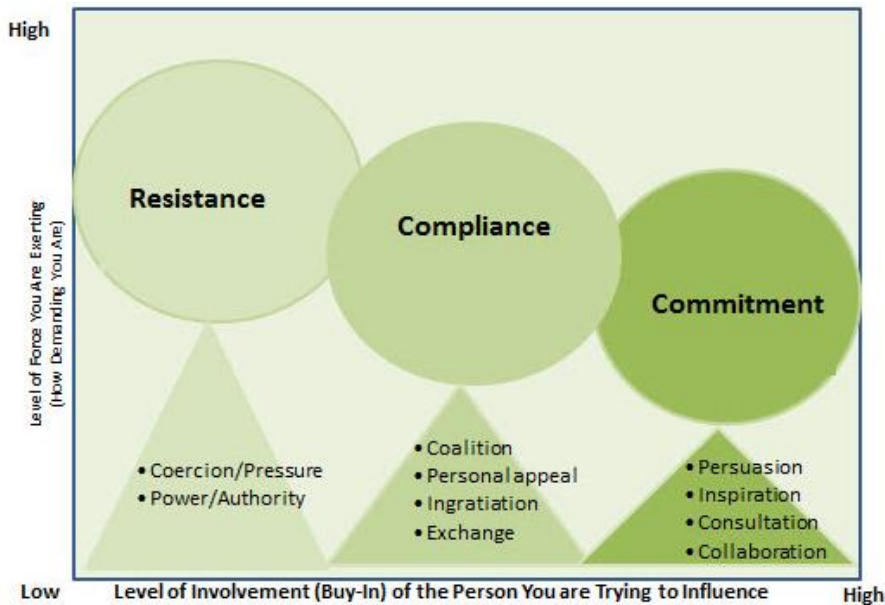 High
Level of Force You Are Exerting
(How Demanding You Are)
Resistance
Compliance
Commitment
• Coercion/Pressure
• Power/Authority
• Coalition
• Personal appeal
• Ingratiation
• Exchange
• Persuasion
• Inspiration
• Consultation
• Collaboration
Low
Level of Involvement (Buy-In) of the Person You are Trying to Influence
High